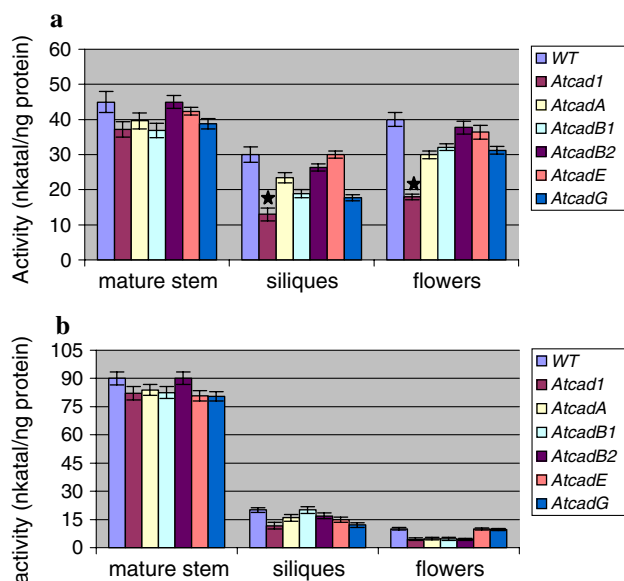 a
60
50
40
30
20
10
0
Activity (nkatal/ng protein)
mature stem
siliques
flowers
WT
Atcad1
AtcadA
AtcadB1
AtcadB2
AtcadE
AtcadG
b
105
90
75
60
45
30
15
0
activity (nkatal/ng protein)
mature stem
siliques
flowers
WT
Atcad1
AtcadA
AtcadB1
AtcadB2
AtcadE
AtcadG